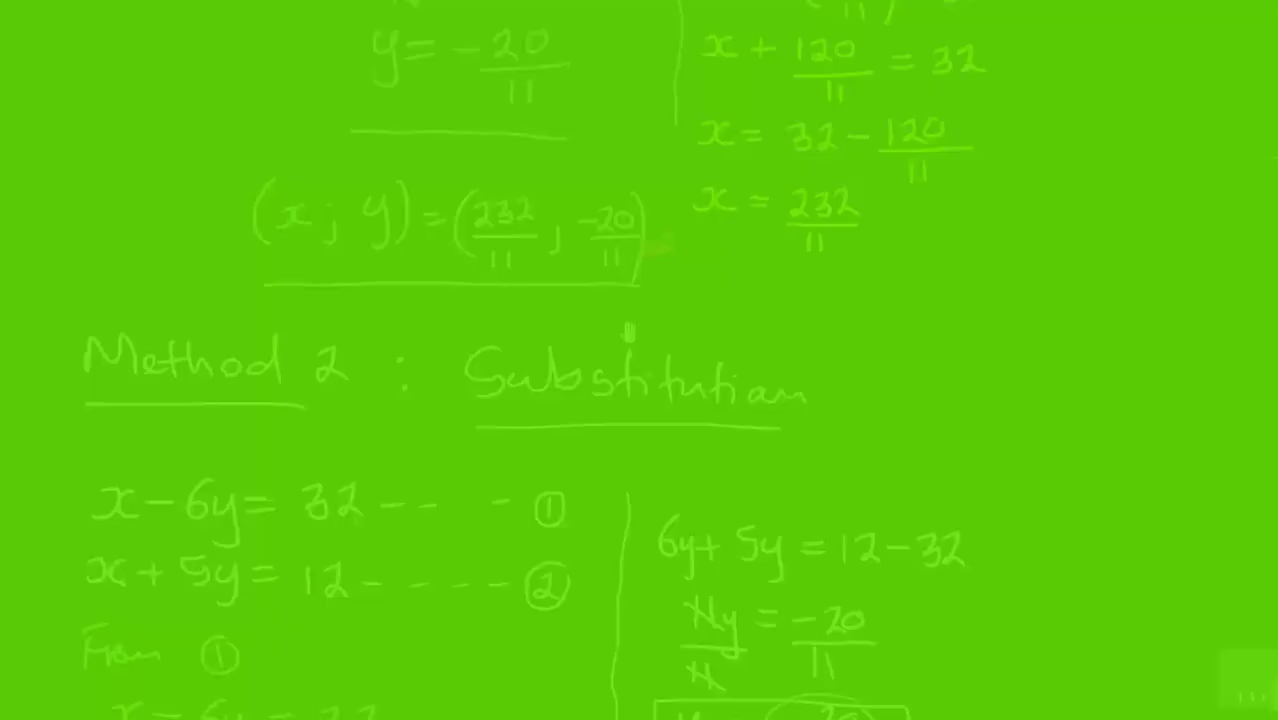 y = -20/11
x + 120/11 = 32
x = 32 - 120/11
x = 232/11
(x; y) = (232/11, -20/11)
Method 2 : Substitution
x - 6y = 32 -- - ①
x + 5y = 12 - - - - - ②
From ①
6y + 5y = 12 - 32
11y/11 = -20/11